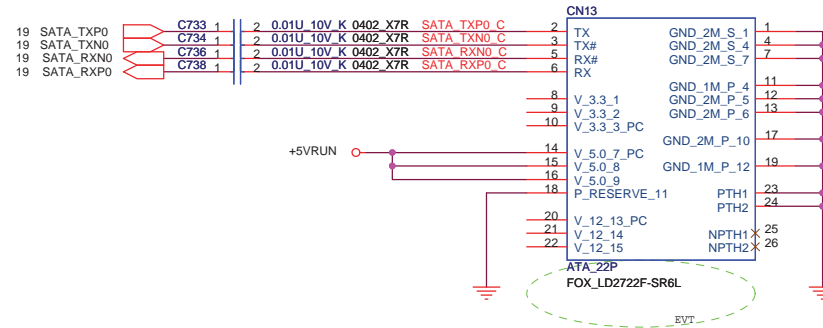 CN13
19 SATA_TXP0 C733 1 2 0.01U_10V_K 0402_X7R SATA_TXP0_C 2 TX GND_2M_S_1 1
19 SATA_TXN0 C734 1 2 0.01U_10V_K 0402_X7R SATA_TXN0_C 3 TX# GND_2M_S_4 4
19 SATA_RXN0 C736 1 2 0.01U_10V_K 0402_X7R SATA_RXN0_C 5 RX# GND_2M_S_7 7
19 SATA_RXP0 C738 1 2 0.01U_10V_K 0402_X7R SATA_RXP0_C 6 RX
GND_1M_P_4 11
8 V_3.3_1 GND_2M_P_5 12
9 V_3.3_2 GND_2M_P_6 13
10 V_3.3_3_PC
GND_2M_P_10 17
+5VRUN 14 V_5.0_7_PC
15 V_5.0_8 GND_1M_P_12 19
16 V_5.0_9
18 P_RESERVE_11 PTH1 23
PTH2 24
20 V_12_13_PC
21 V_12_14 NPTH1 25
22 V_12_15 NPTH2 26
ATA_22P
FOX_LD2722F-SR6L
EVT